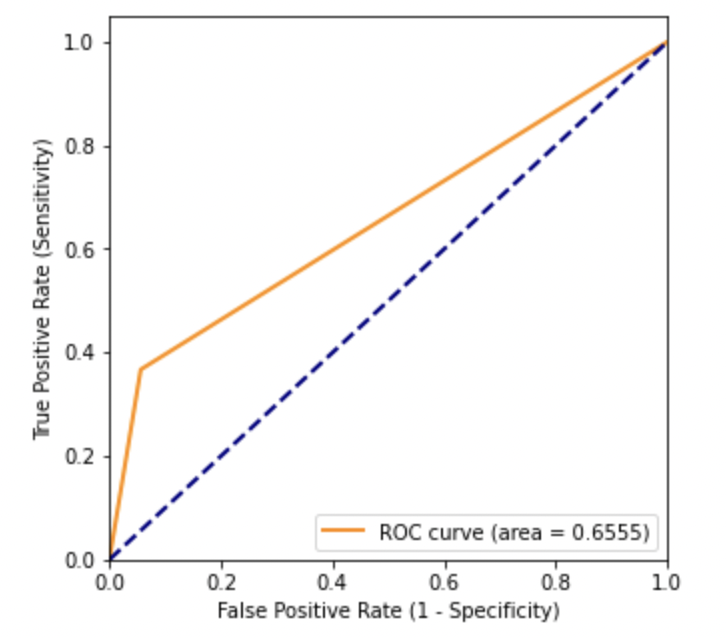 1.0
0.8
0.6
0.4
0.2
0.0
True Positive Rate (Sensitivity)
ROC curve (area = 0.6555)
0.0 0.2 0.4 0.6 0.8 1.0
False Positive Rate (1 - Specificity)